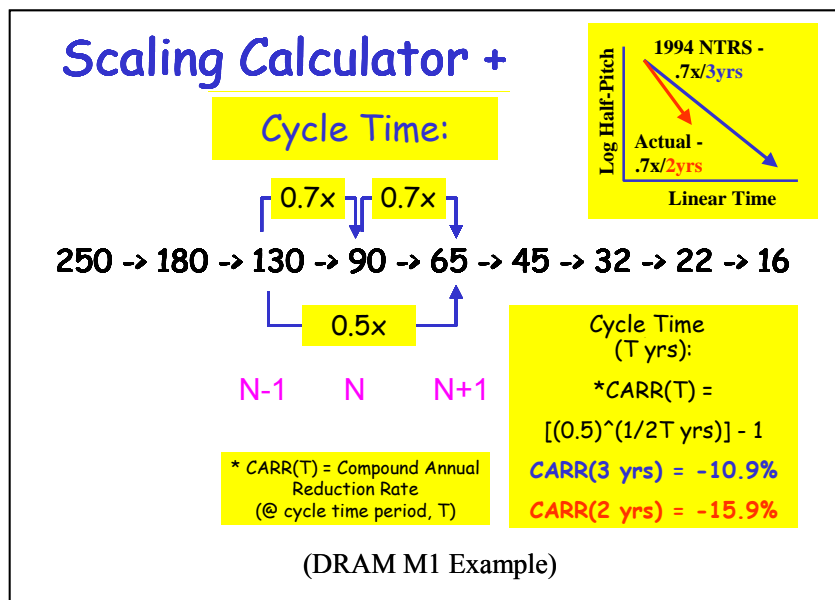 Scaling Calculator +
Cycle Time:
1994 NTRS -
.7x/3yrs
Log Half-Pitch
Actual -
.7x/2yrs
Linear Time
0.7x
0.7x
250 -> 180 -> 130 -> 90 -> 65 -> 45 -> 32 -> 22 -> 16
0.5x
N-1
N
N+1
Cycle Time
(T yrs):
*CARR(T) =
[(0.5)^(1/2T yrs)] - 1
CARR(3 yrs) = -10.9%
CARR(2 yrs) = -15.9%
* CARR(T) = Compound Annual
Reduction Rate
(@ cycle time period, T)
(DRAM M1 Example)